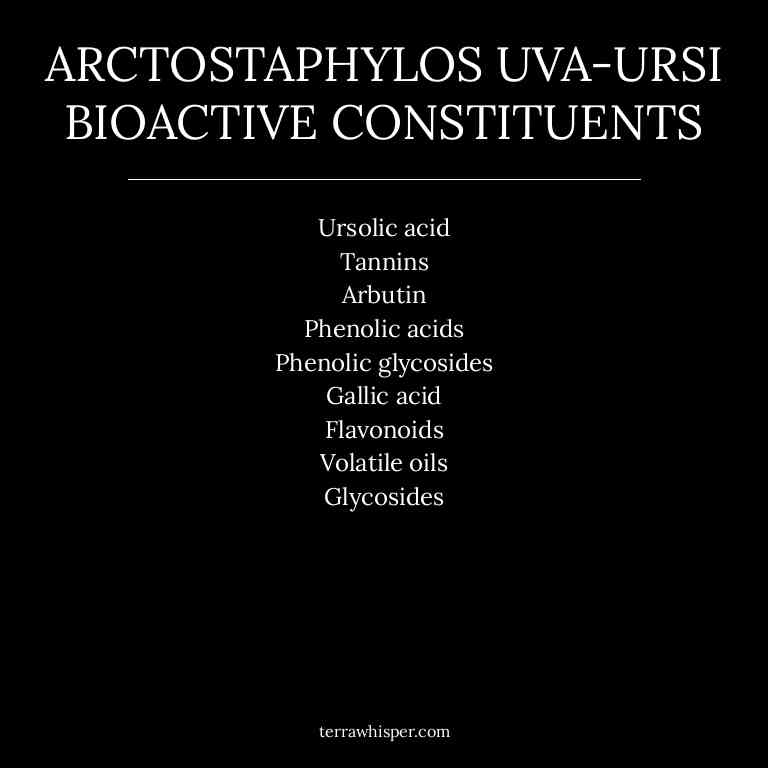 ARCTOSTAPHYLOS UVA-URSI
BIOACTIVE CONSTITUENTS
Ursolic acid
Tannins
Arbutin
Phenolic acids
Phenolic glycosides
Gallic acid
Flavonoids
Volatile oils
Glycosides
terrawhisper.com